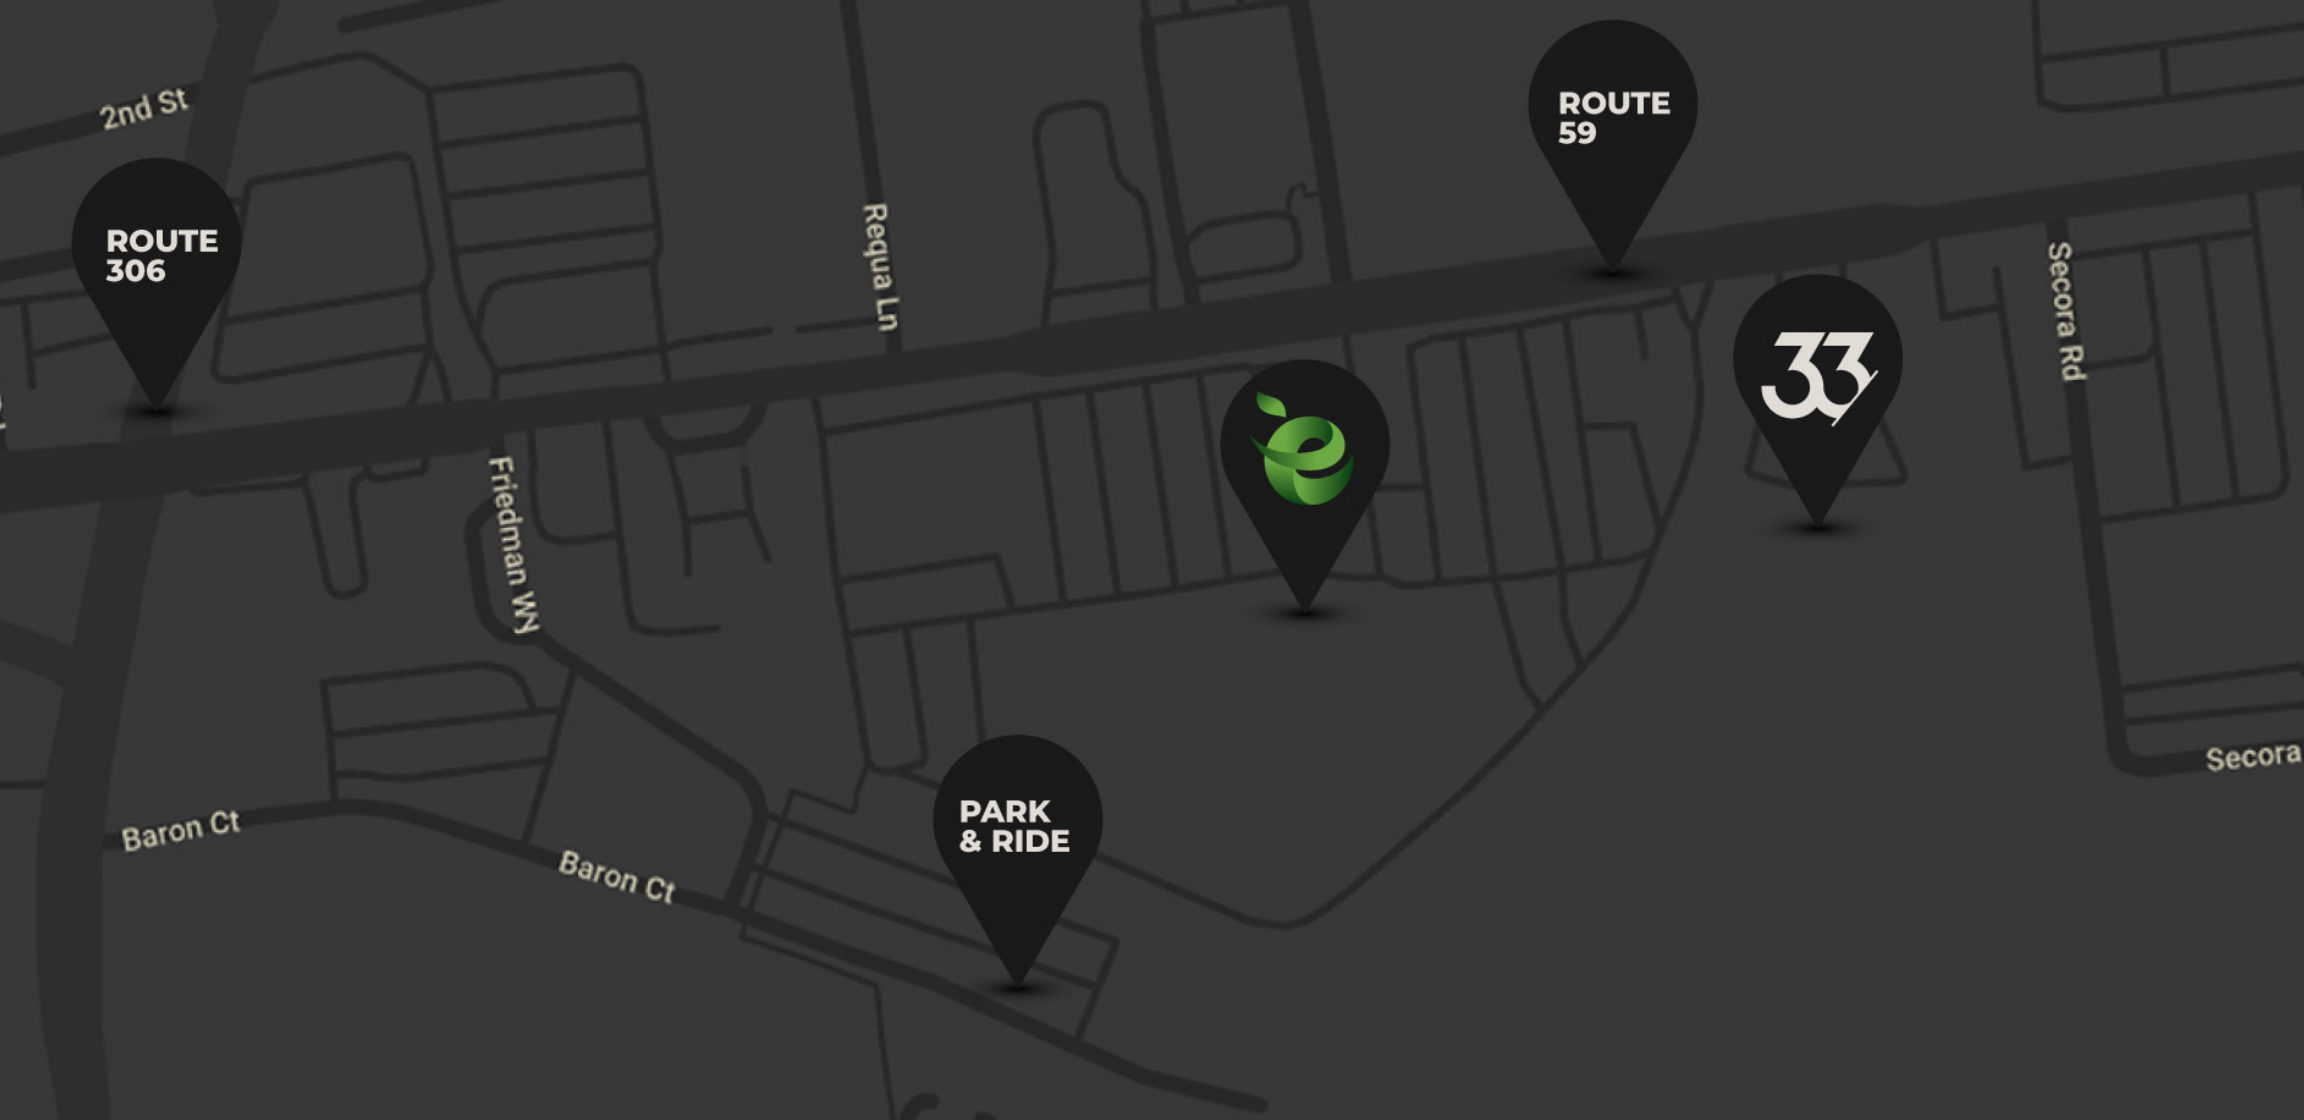 2nd St
ROUTE
59
ROUTE
306
Requa Ln
Secora Rd
33
e
Friedman Wy
Secora
Baron Ct
PARK
& RIDE
Baron Ct